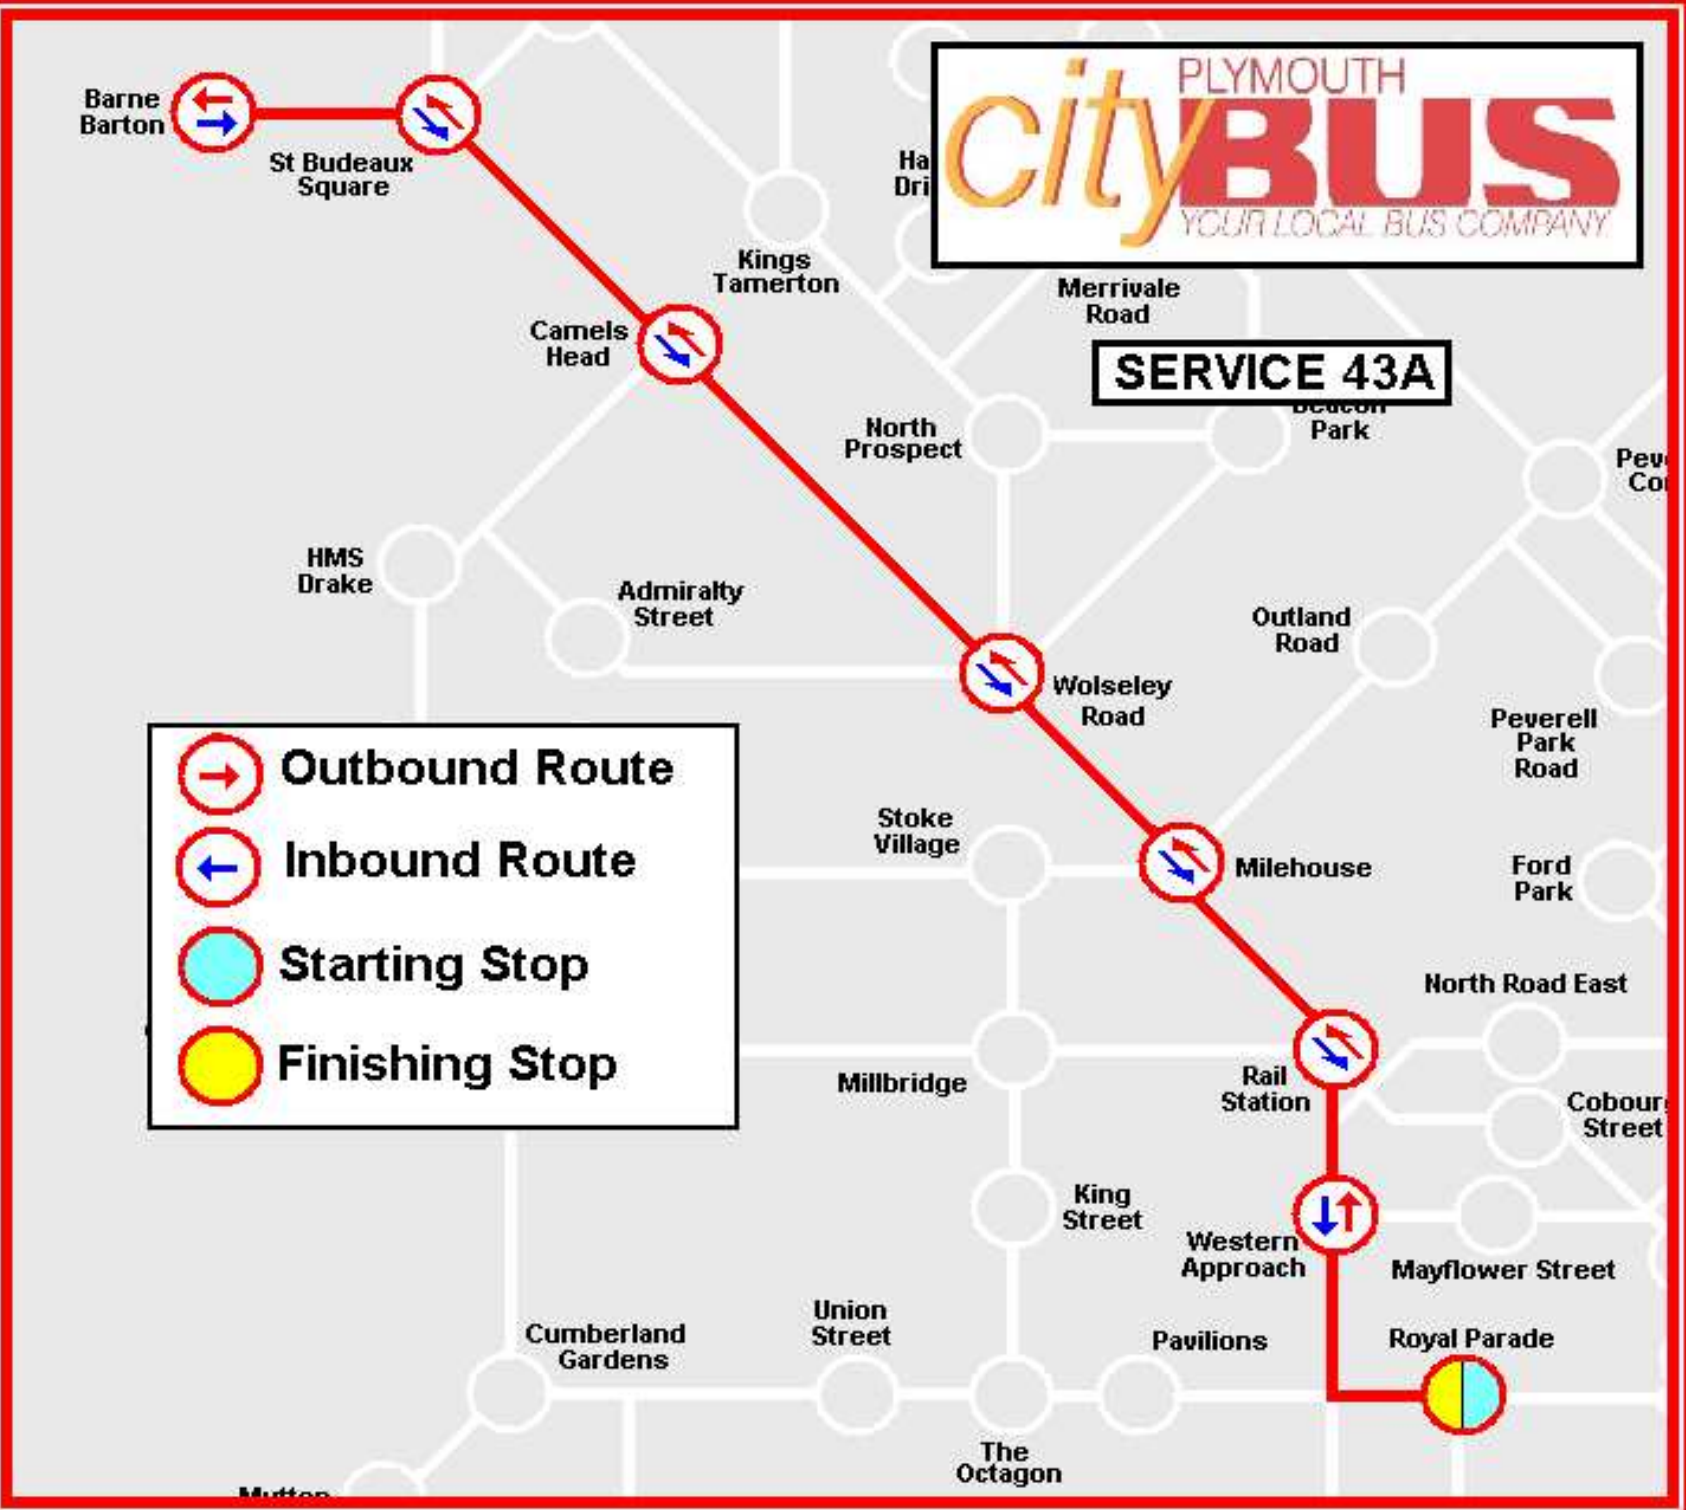 PLYMOUTH
city BUS
YOUR LOCAL BUS COMPANY
SERVICE 43A
Barne
Barton
St Budeaux
Square
Kings
Tamerton
Merrivale
Road
Camels
Head
North
Prospect
Park
HMS
Drake
Admiralty
Street
Outland
Road
Wolseley
Road
Peverell
Park
Road
Outbound Route
Inbound Route
Starting Stop
Finishing Stop
Stoke
Village
Milehouse
Ford
Park
North Road East
Millbridge
Rail
Station
Street
King
Street
Western
Approach
Mayflower Street
Cumberland
Gardens
Union
Street
Pavilions
Royal Parade
The
Octagon